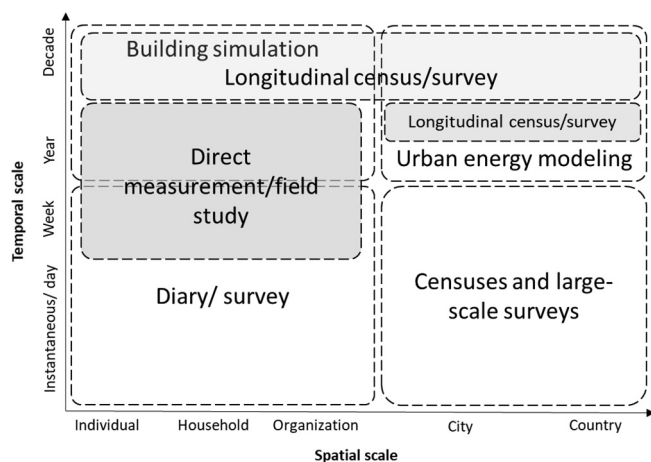 Building simulation
Longitudinal census/survey
Longitudinal census/survey
Urban energy modeling
Direct
measurement/field
study
Diary/ survey
Censuses and large-
scale surveys
Temporal scale
Decade
Year
Week
Instantaneous/ day
Individual
Household
Organization
City
Country
Spatial scale